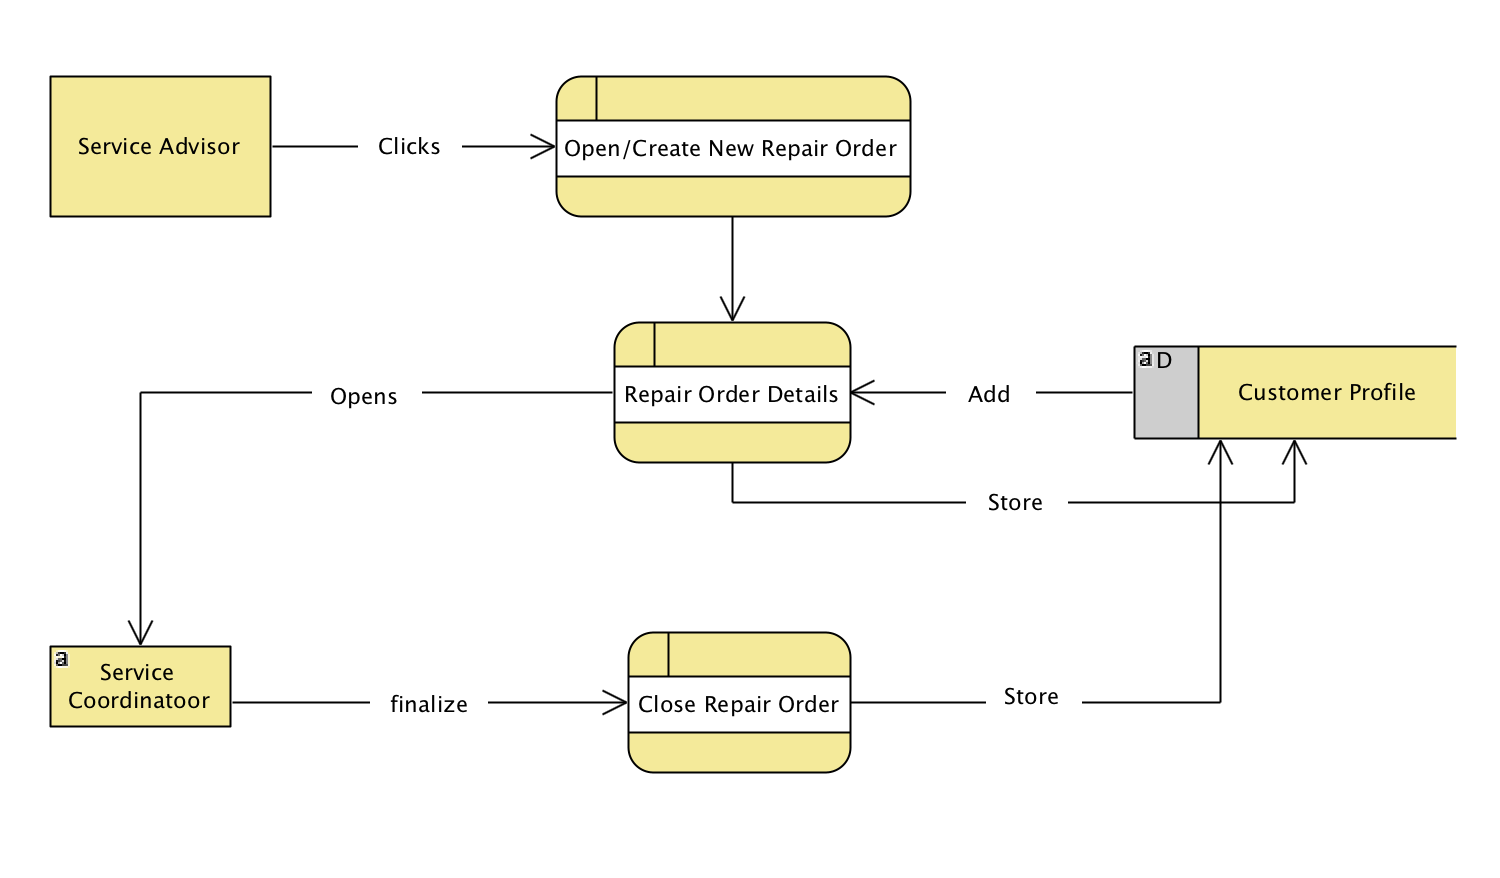 Service Advisor
Clicks
Open/Create New Repair Order
Opens
Repair Order Details
Add
a D
Customer Profile
Store
a
Service
Coordinatoor
finalize
Close Repair Order
Store